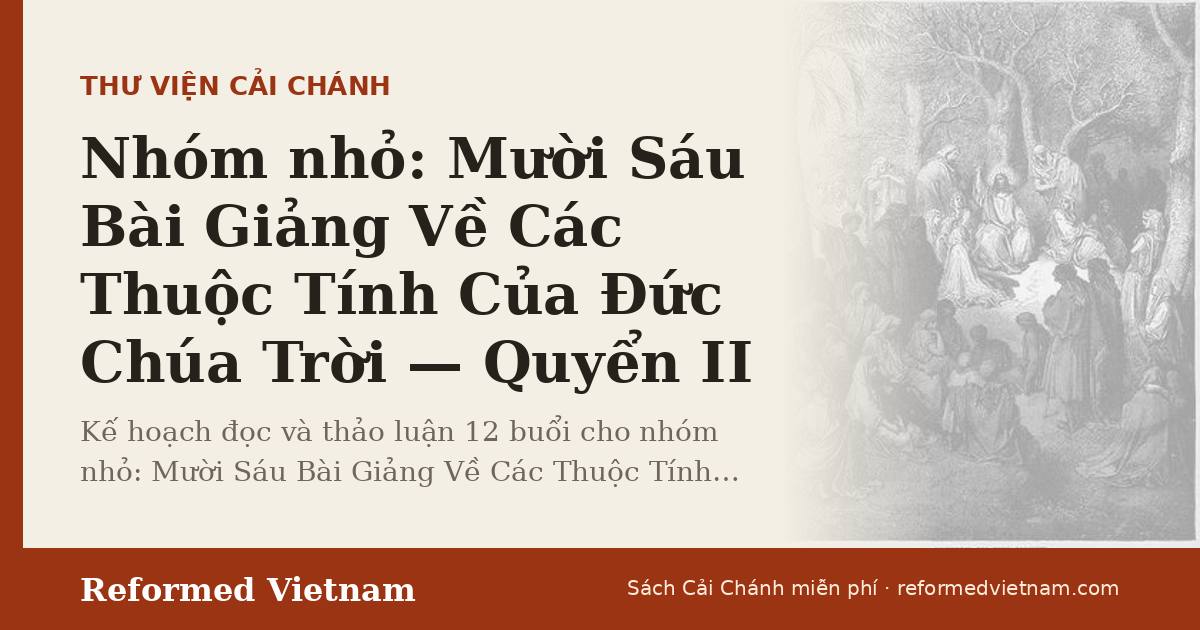 THƯ VIỆN CẢI CHÁNH
Nhóm nhỏ: Mười Sáu
Bài Giảng Về Các
Thuộc Tính Của Đức
Chúa Trời — Quyển II
Kế hoạch đọc và thảo luận 12 buổi cho nhóm
nhỏ: Mười Sáu Bài Giảng Về Các Thuộc Tính...
Reformed Vietnam
Sách Cải Chánh miễn phí · reformedvietnam.com